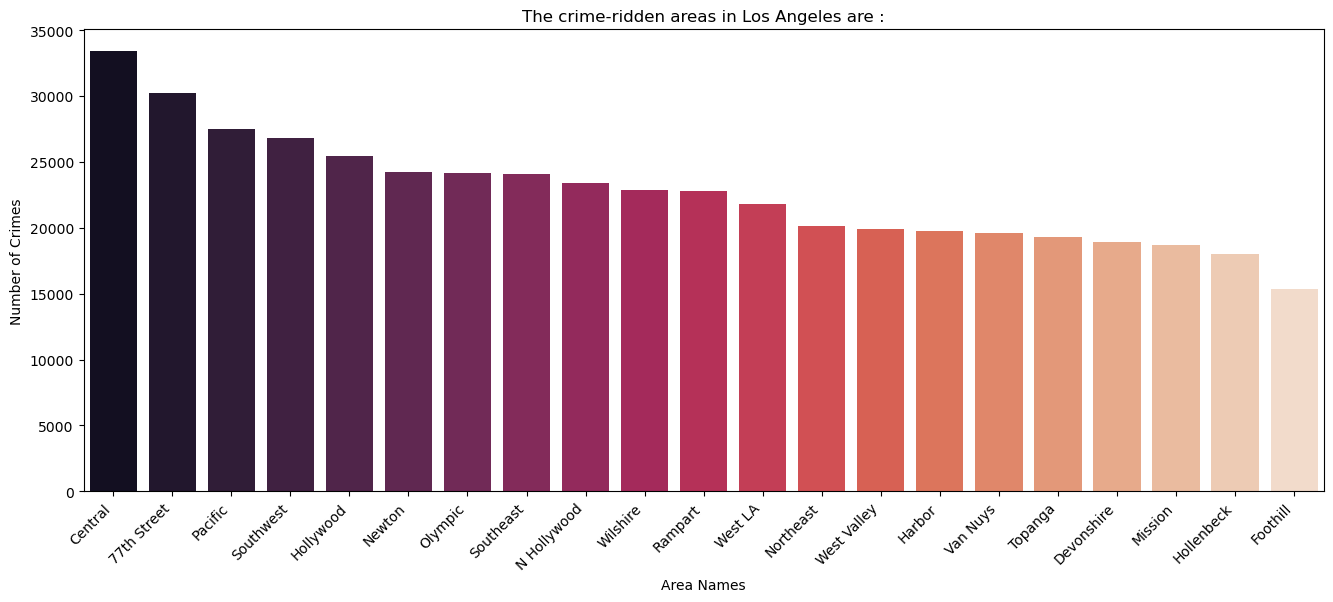 The crime-ridden areas in Los Angeles are :
Number of Crimes
35000
30000
25000
20000
15000
10000
5000
0
Central
77th Street
Pacific
Southwest
Hollywood
Newton
Olympic
Southeast
N Hollywood
Wilshire
Rampart
West LA
Northeast
West Valley
Harbor
Van Nuys
Topanga
Devonshire
Mission
Hollenbeck
Foothill
Area Names